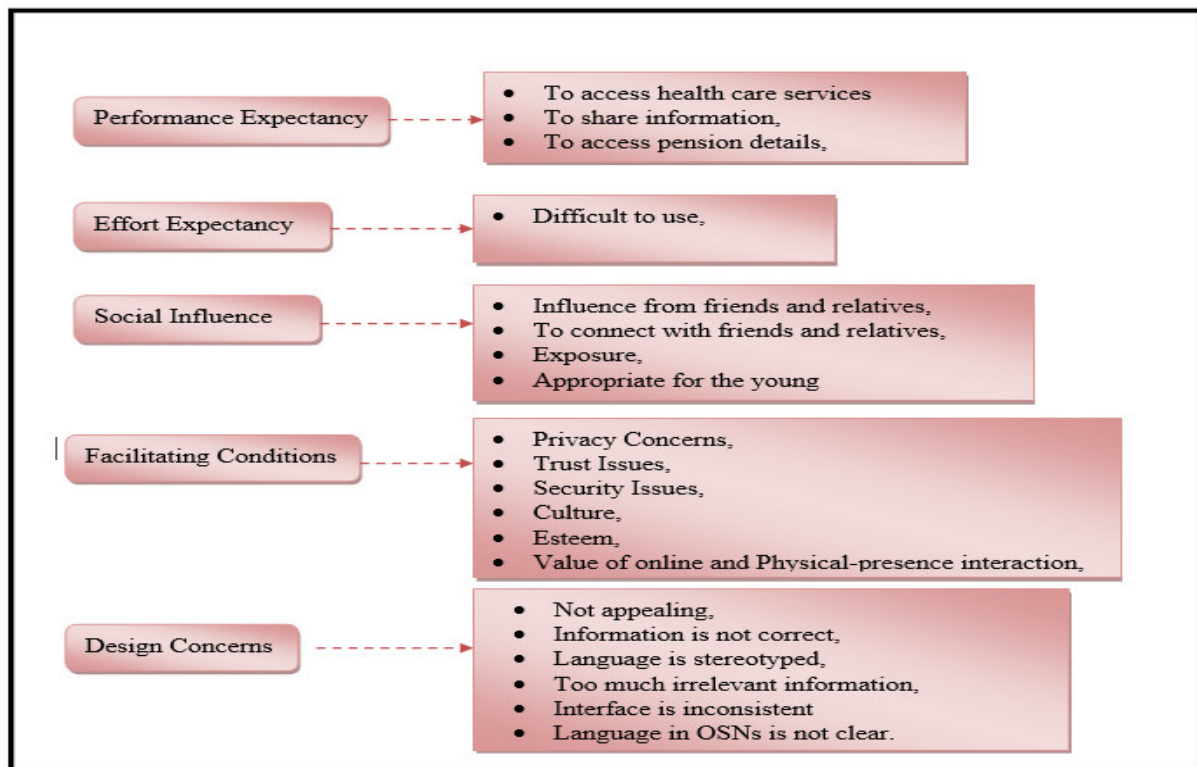 Performance Expectancy
• To access health care services
• To share information,
• To access pension details,
Effort Expectancy
• Difficult to use,
Social Influence
• Influence from friends and relatives,
• To connect with friends and relatives,
• Exposure,
• Appropriate for the young
Facilitating Conditions
• Privacy Concerns,
• Trust Issues,
• Security Issues,
• Culture,
• Esteem,
• Value of online and Physical-presence interaction,
Design Concerns
• Not appealing,
• Information is not correct,
• Language is stereotyped,
• Too much irrelevant information,
• Interface is inconsistent
• Language in OSNs is not clear.